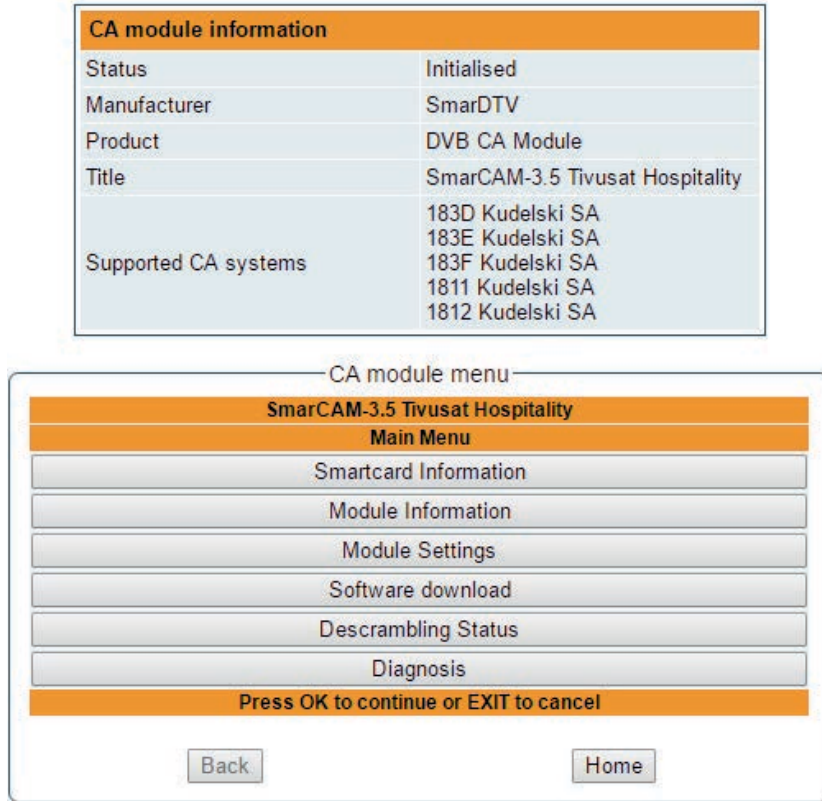 CA module information
Status Initialised
Manufacturer SmarDTV
Product DVB CA Module
Title SmarCAM-3.5 Tivusat Hospitality
Supported CA systems
183D Kudelski SA
183E Kudelski SA
183F Kudelski SA
1811 Kudelski SA
1812 Kudelski SA
CA module menu
SmarCAM-3.5 Tivusat Hospitality
Main Menu
Smartcard Information
Module Information
Module Settings
Software download
Descrambling Status
Diagnosis
Press OK to continue or EXIT to cancel
Back Home